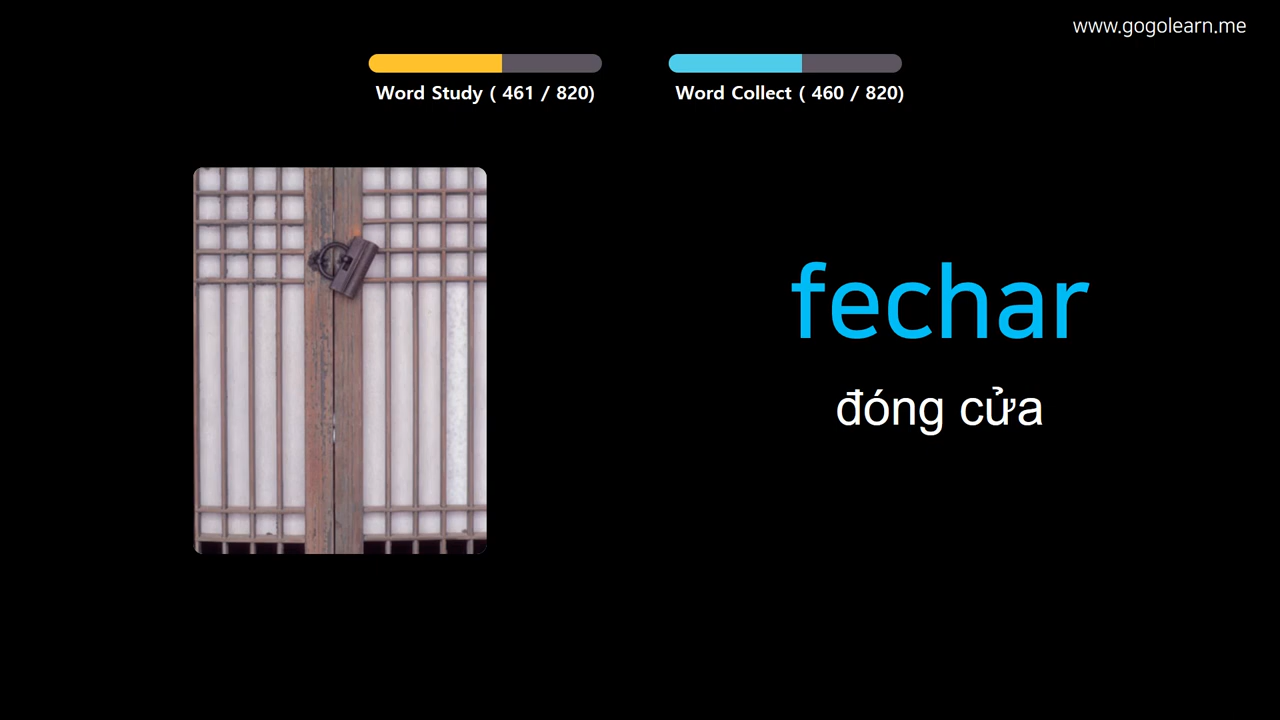 www.gogolearn.me
Word Study ( 461 / 820)
Word Collect ( 460 / 820)
fechar
đóng cửa